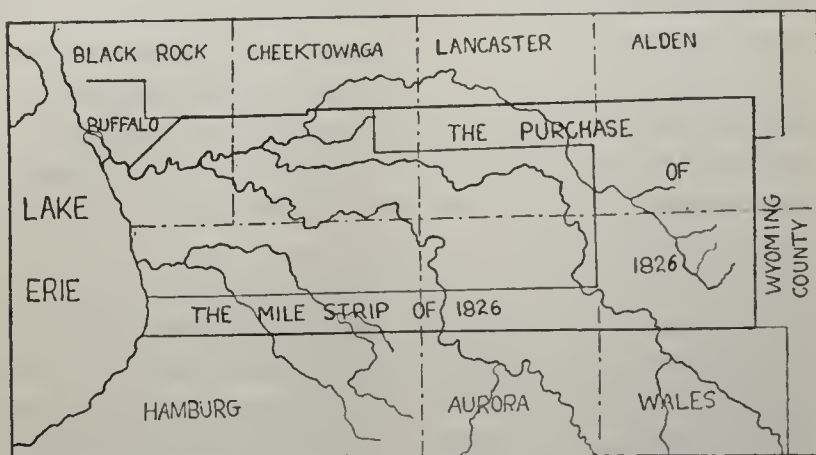 BLACK ROCK CHEEKTOWAGA LANCASTER ALDEN
BUFFALO
THE PURCHASE
OF
1826
LAKE
ERIE
WYOMING
COUNTY
THE MILE STRIP OF 1826
HAMBURG AURORA WALES